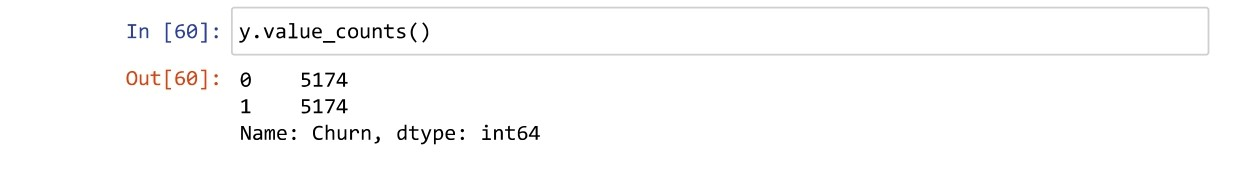 In [60]: y.value_counts()
Out[60]: 0    5174
1    5174
Name: Churn, dtype: int64